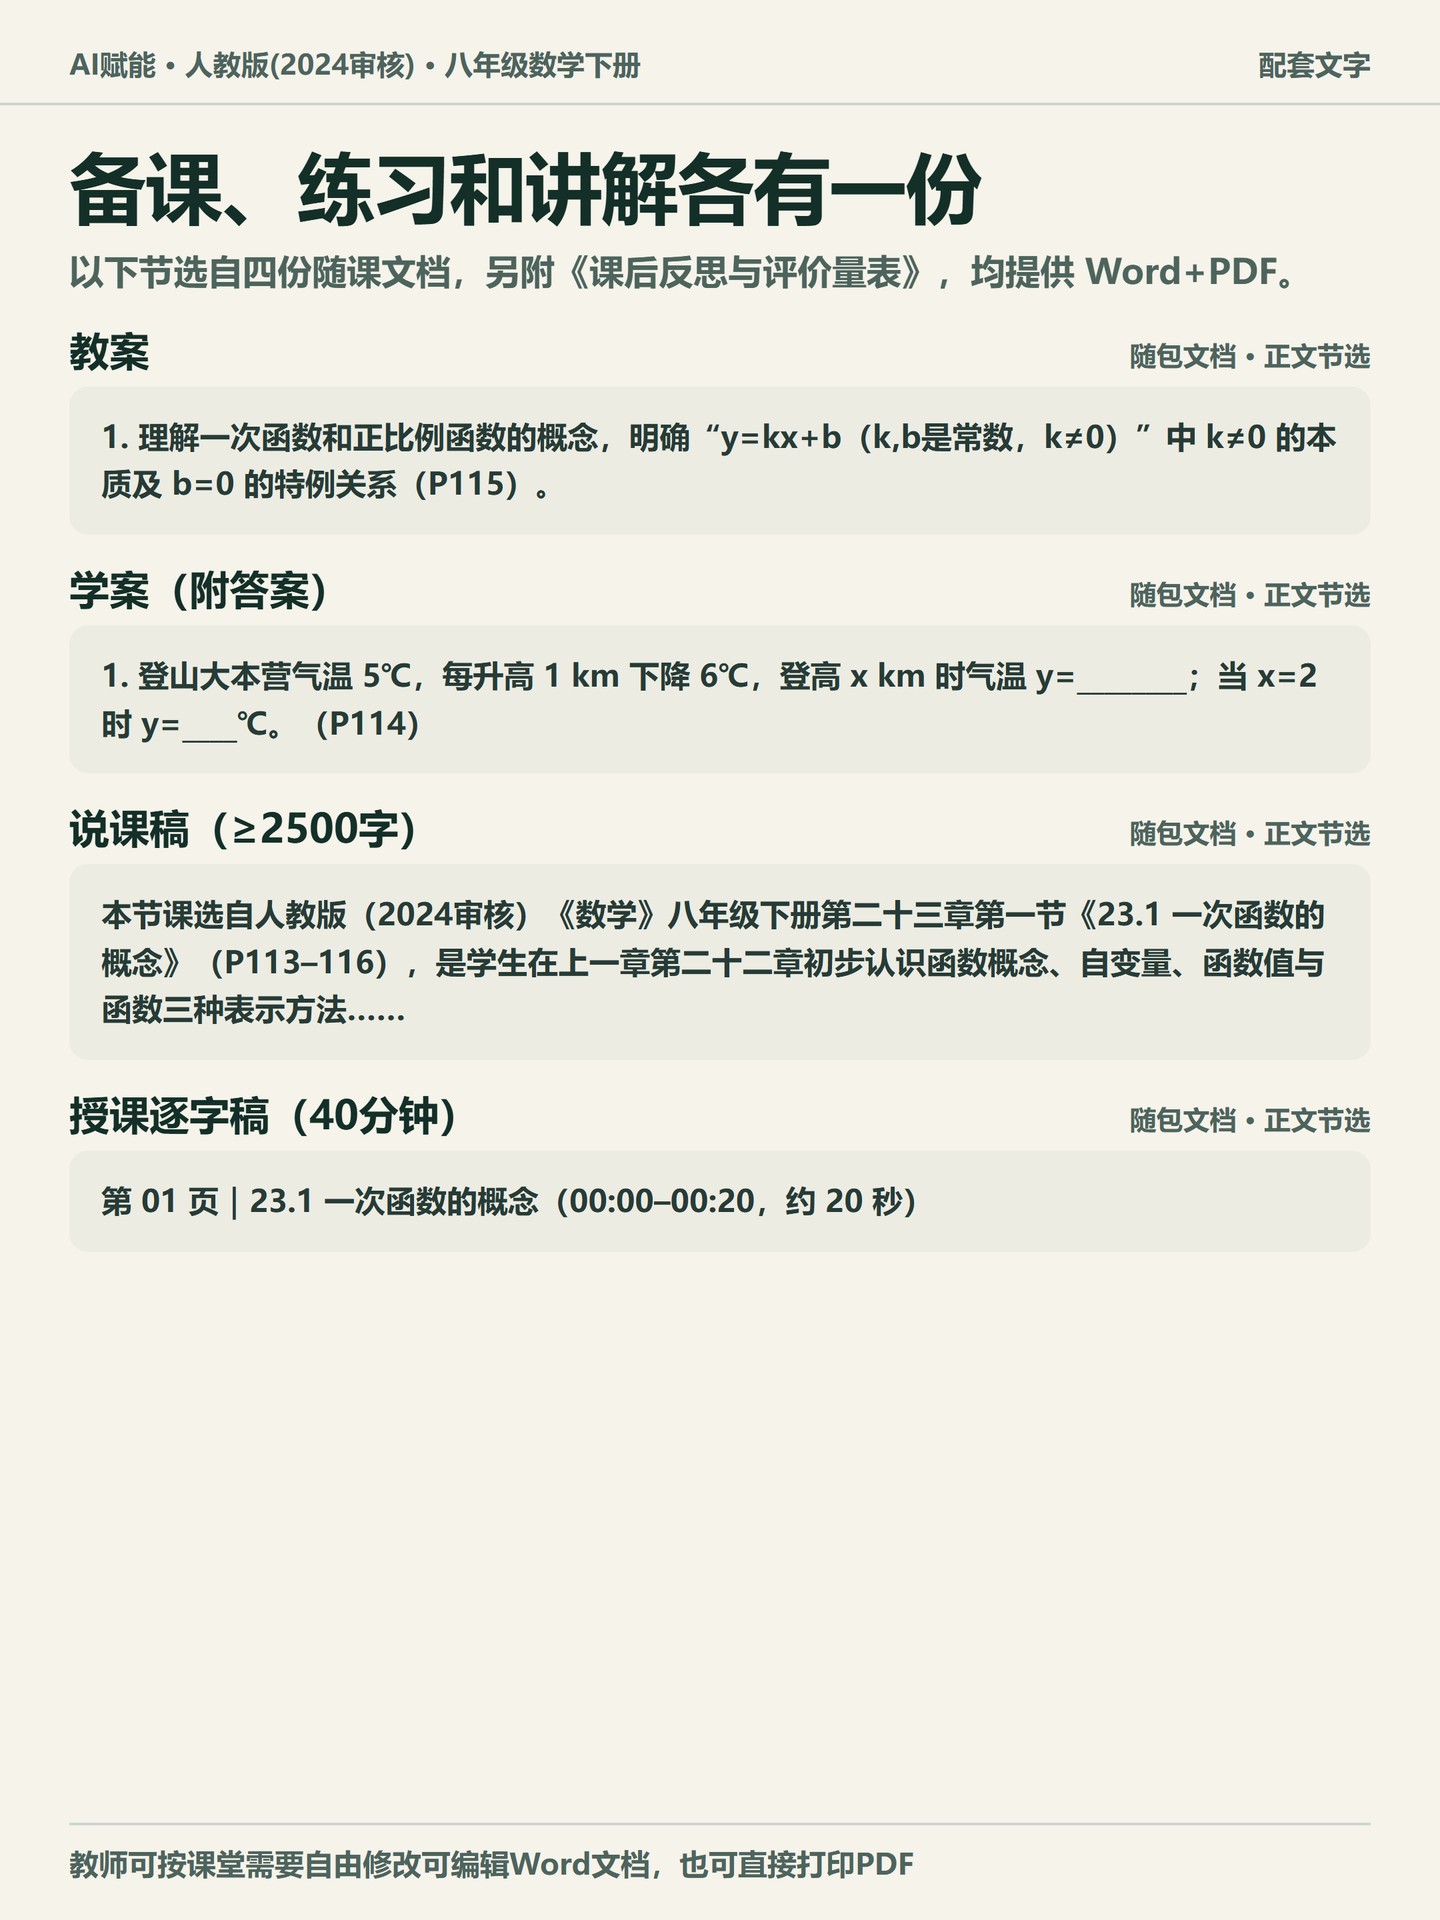 AI赋能 • 人教版(2024审核) • 八年级数学下册
配套文字
备课、练习和讲解各有一份
以下节选自四份随课文档，另附《课后反思与评价量表》，均提供 Word+PDF。
教案
随包文档 • 正文节选
1. 理解一次函数和正比例函数的概念，明确“y=kx+b（k,b是常数，k≠0）”中 k≠0 的本
质及 b=0 的特例关系（P115）。
学案（附答案）
随包文档 • 正文节选
1. 登山大本营气温 5℃，每升高 1 km 下降 6℃，登高 x km 时气温 y=________；当 x=2
时 y=____℃。（P114）
说课稿（≥2500字）
随包文档 • 正文节选
本节课选自人教版（2024审核）《数学》八年级下册第二十三章第一节《23.1 一次函数的
概念》（P113–116），是学生在上一章第二十二章初步认识函数概念、自变量、函数值与
函数三种表示方法……
授课逐字稿（40分钟）
随包文档 • 正文节选
第 01 页 | 23.1 一次函数的概念（00:00–00:20，约 20 秒）
教师可按课堂需要自由修改可编辑Word文档，也可直接打印PDF